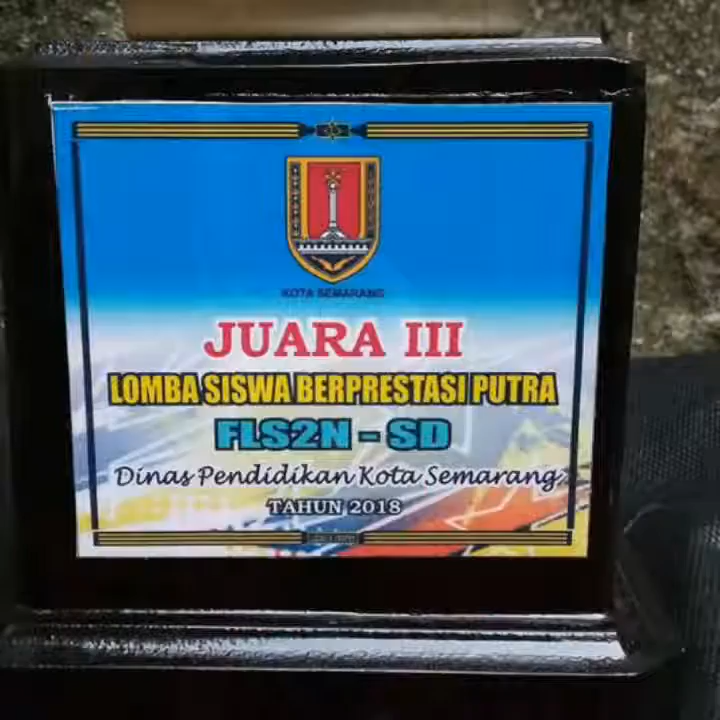 KOTA SEMARANG
JUARA III
LOMBA SISWA BERPRESTASI PUTRA
FLS2N - SD
Dinas Pendidikan Kota Semarang
TAHUN 2018